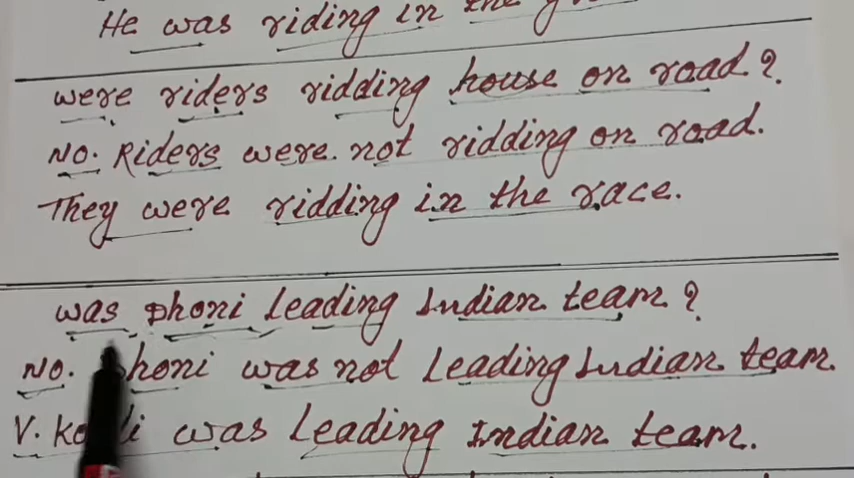 He was riding in the
were riders ridding house on road ?
NO. Riders were not ridding on road.
They were ridding in the race.
was Dhoni Leading Indian team ?
NO. Dhoni was not Leading Indian team.
V. was Leading Indian team.